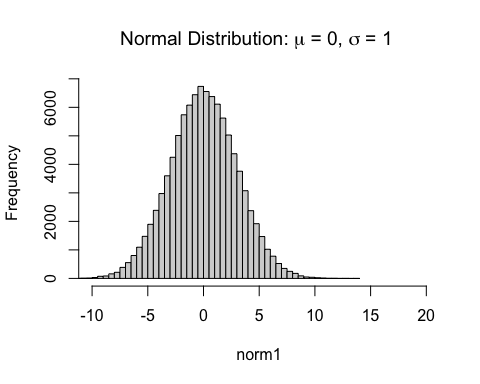 Normal Distribution: μ = 0, σ = 1
Frequency
6000
4000
2000
0
-10 -5 0 5 10 15 20
norm1